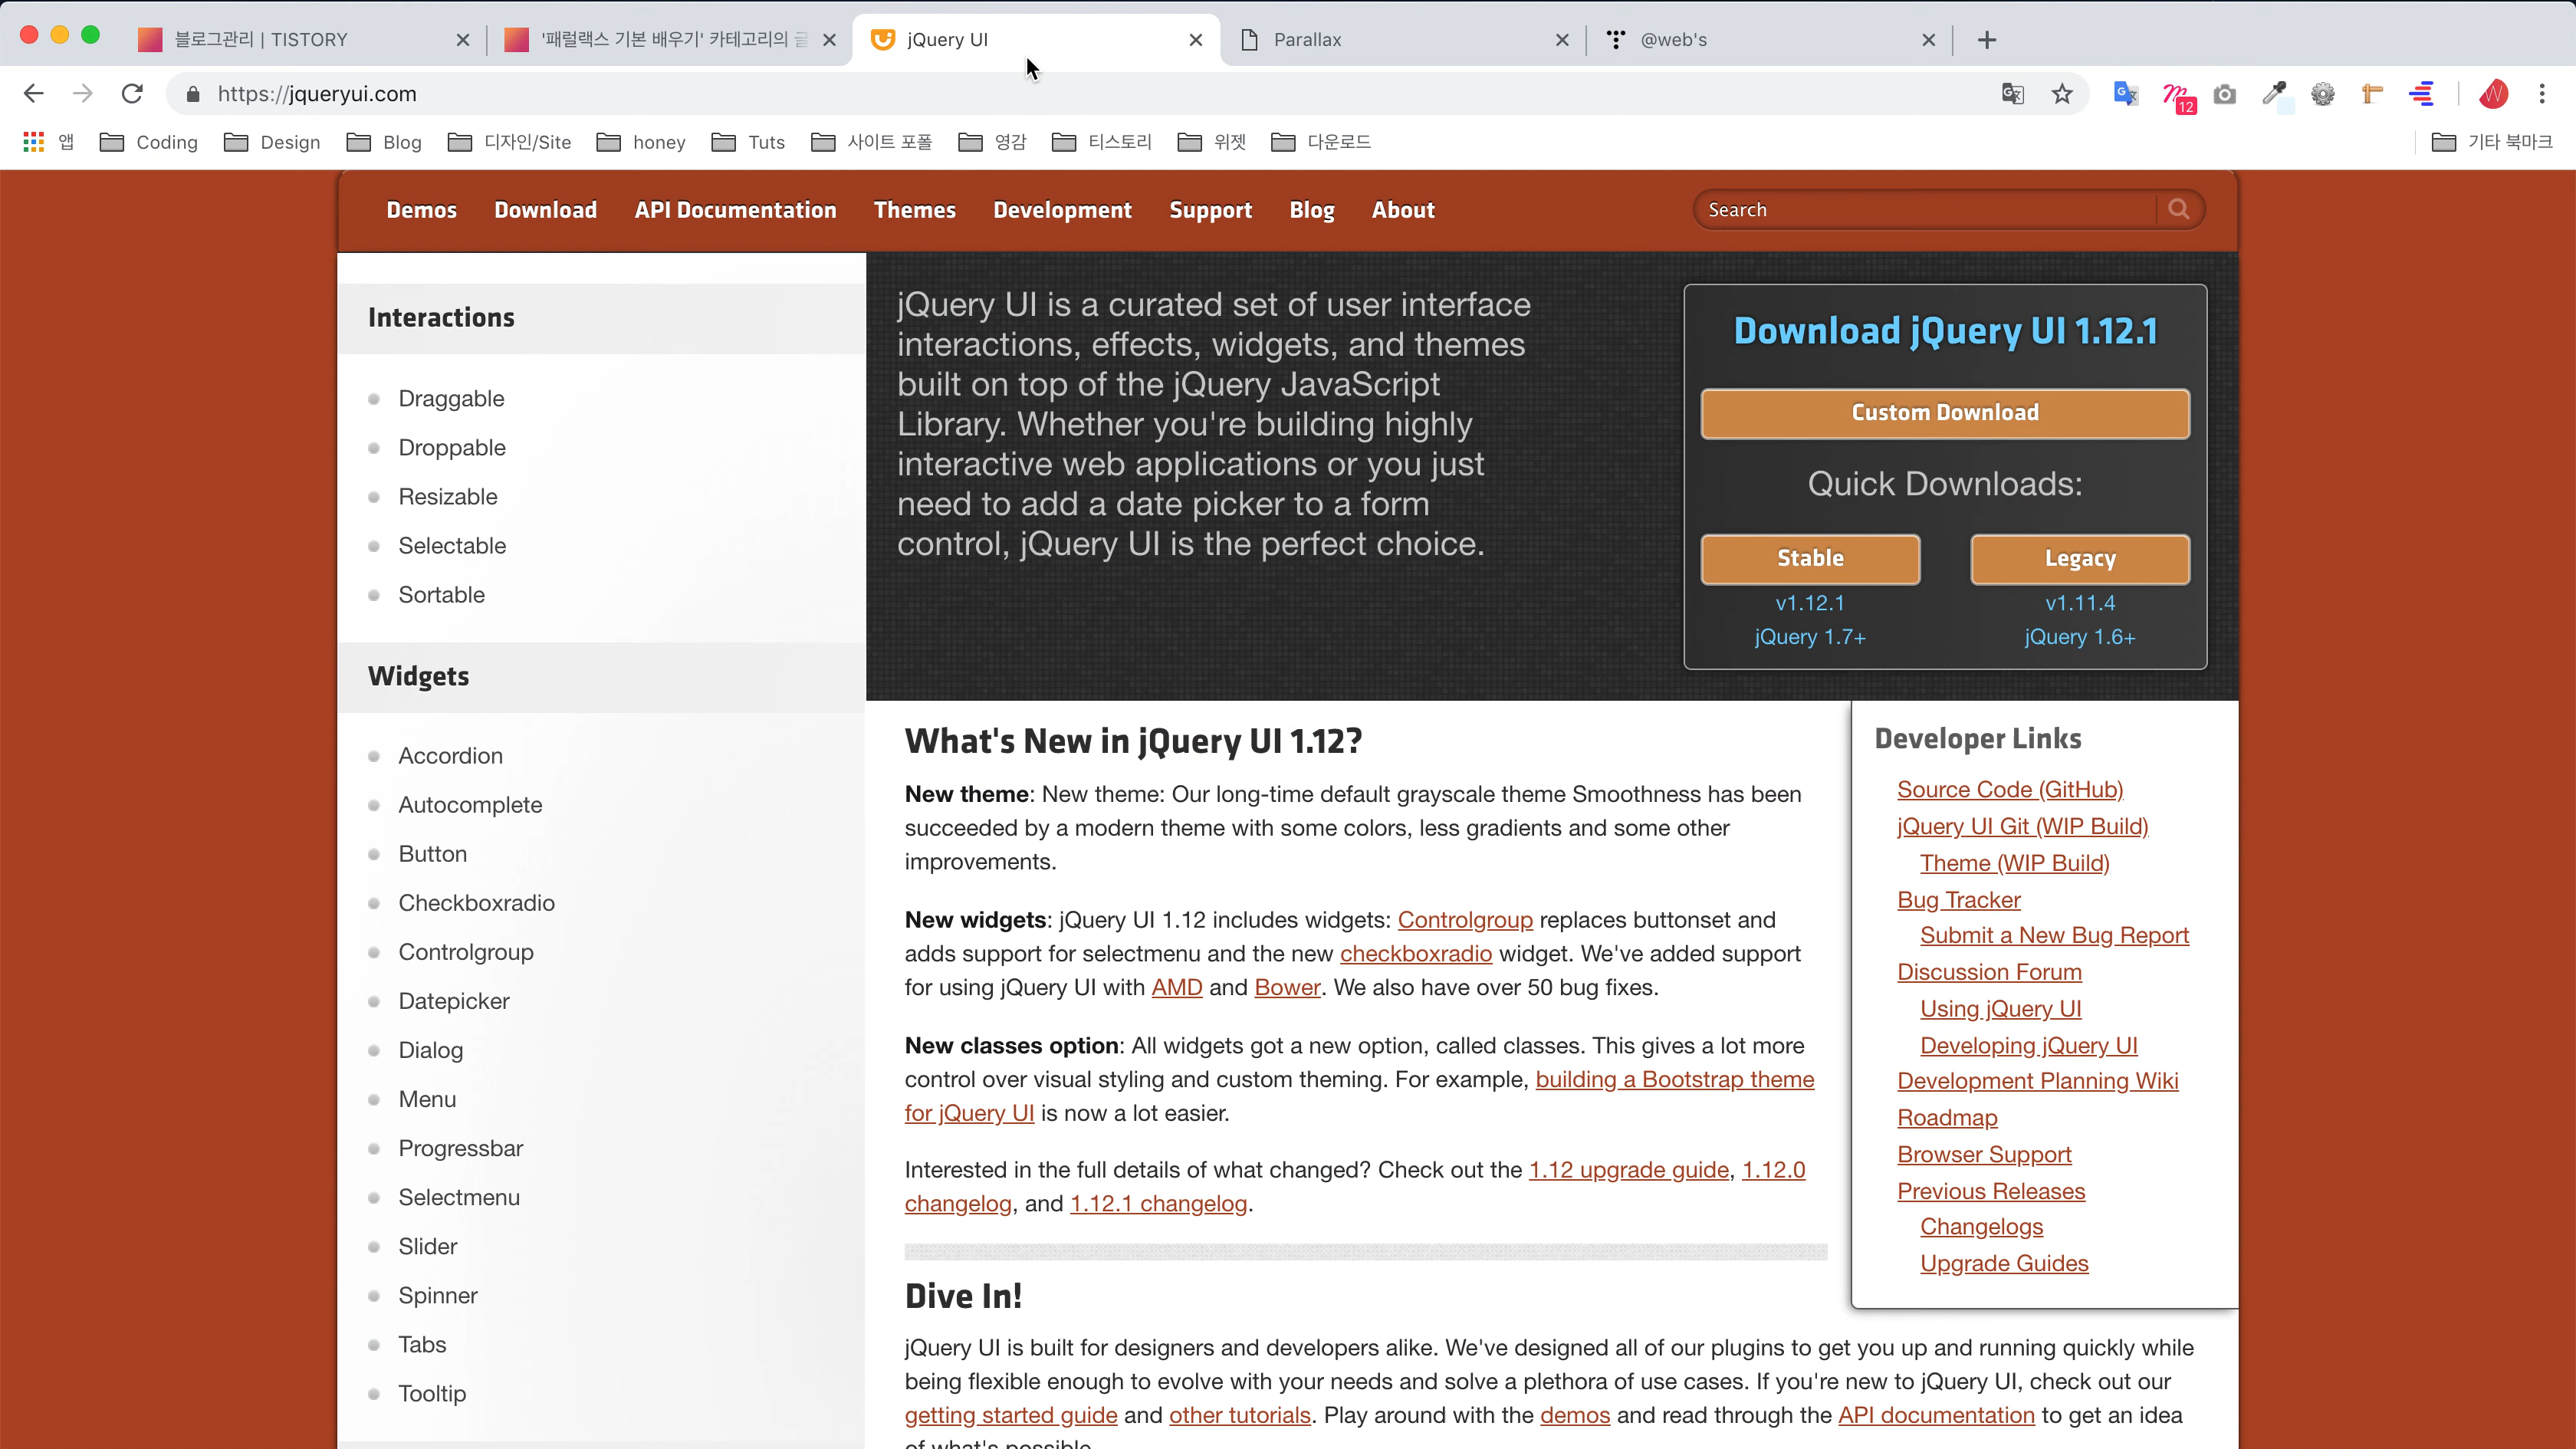 블로그관리 | TISTORY
'패럴랙스 기본 배우기' 카테고리의 글
jQuery UI
Parallax
@web's
https://jqueryui.com
12
앱
Coding
Design
Blog
디자인/Site
honey
Tuts
사이트 포폴
영감
티스토리
위젯
다운로드
기타 북마크
Demos
Download
API Documentation
Themes
Development
Support
Blog
About
Search
Interactions
Draggable
Droppable
Resizable
Selectable
Sortable
Widgets
Accordion
Autocomplete
Button
Checkboxradio
Controlgroup
Datepicker
Dialog
Menu
Progressbar
Selectmenu
Slider
Spinner
Tabs
Tooltip
jQuery UI is a curated set of user interface
interactions, effects, widgets, and themes
built on top of the jQuery JavaScript
Library. Whether you're building highly
interactive web applications or you just
need to add a date picker to a form
control, jQuery UI is the perfect choice.
Download jQuery UI 1.12.1
Custom Download
Quick Downloads:
Stable
v1.12.1
jQuery 1.7+
Legacy
v1.11.4
jQuery 1.6+
What's New in jQuery UI 1.12?
New theme: New theme: Our long-time default grayscale theme Smoothness has been
succeeded by a modern theme with some colors, less gradients and some other
improvements.
New widgets: jQuery UI 1.12 includes widgets: Controlgroup replaces buttonset and
adds support for selectmenu and the new checkboxradio widget. We've added support
for using jQuery UI with AMD and Bower. We also have over 50 bug fixes.
New classes option: All widgets got a new option, called classes. This gives a lot more
control over visual styling and custom theming. For example, building a Bootstrap theme
for jQuery UI is now a lot easier.
Interested in the full details of what changed? Check out the 1.12 upgrade guide, 1.12.0
changelog, and 1.12.1 changelog.
Developer Links
Source Code (GitHub)
jQuery UI Git (WIP Build)
Theme (WIP Build)
Bug Tracker
Submit a New Bug Report
Discussion Forum
Using jQuery UI
Developing jQuery UI
Development Planning Wiki
Roadmap
Browser Support
Previous Releases
Changelogs
Upgrade Guides
Dive In!
jQuery UI is built for designers and developers alike. We've designed all of our plugins to get you up and running quickly while
being flexible enough to evolve with your needs and solve a plethora of use cases. If you're new to jQuery UI, check out our
getting started guide and other tutorials. Play around with the demos and read through the API documentation to get an idea
of what's possible